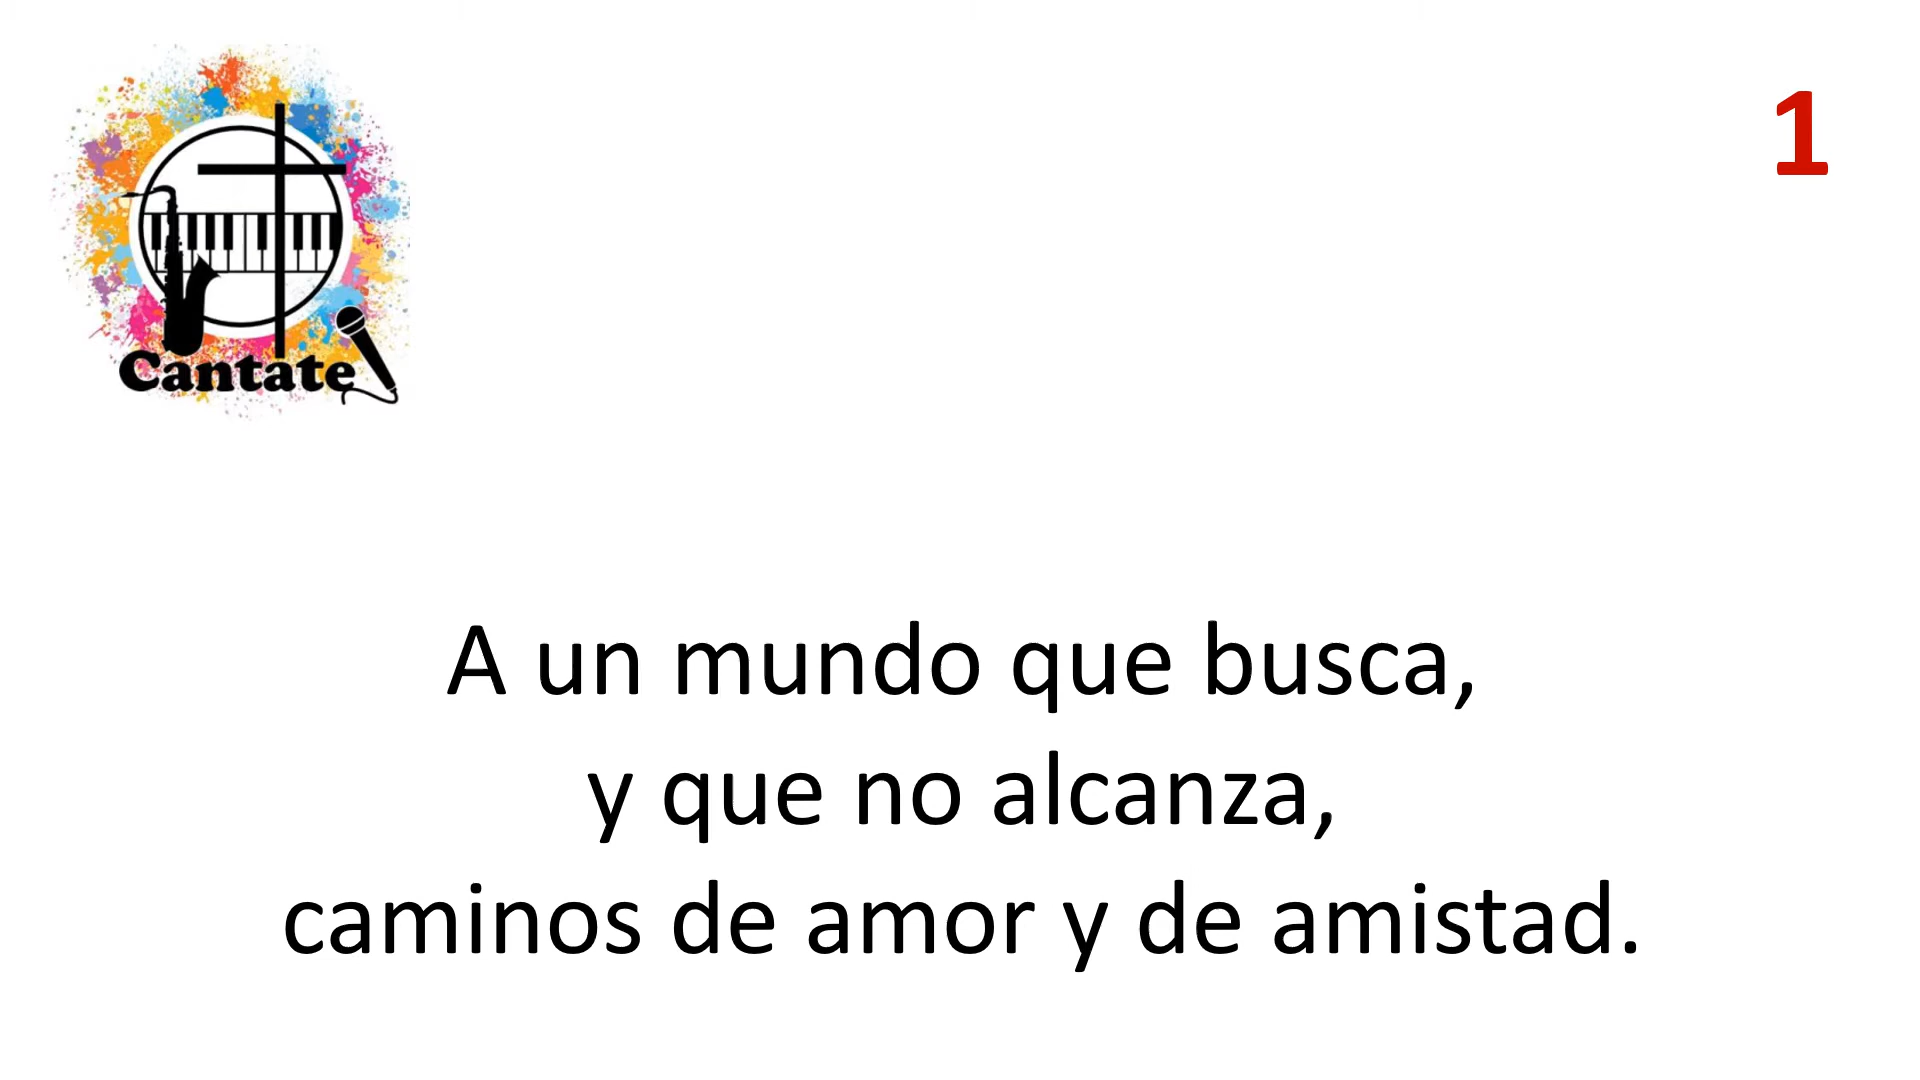 1
Cantate
A un mundo que busca,
y que no alcanza,
caminos de amor y de amistad.